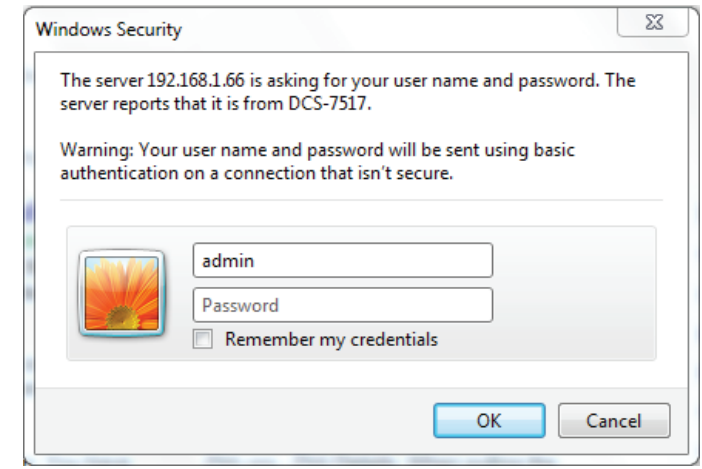 Windows Security
The server 192.168.1.66 is asking for your user name and password. The
server reports that it is from DCS-7517.
Warning: Your user name and password will be sent using basic
authentication on a connection that isn't secure.
admin
Password
Remember my credentials
OK
Cancel